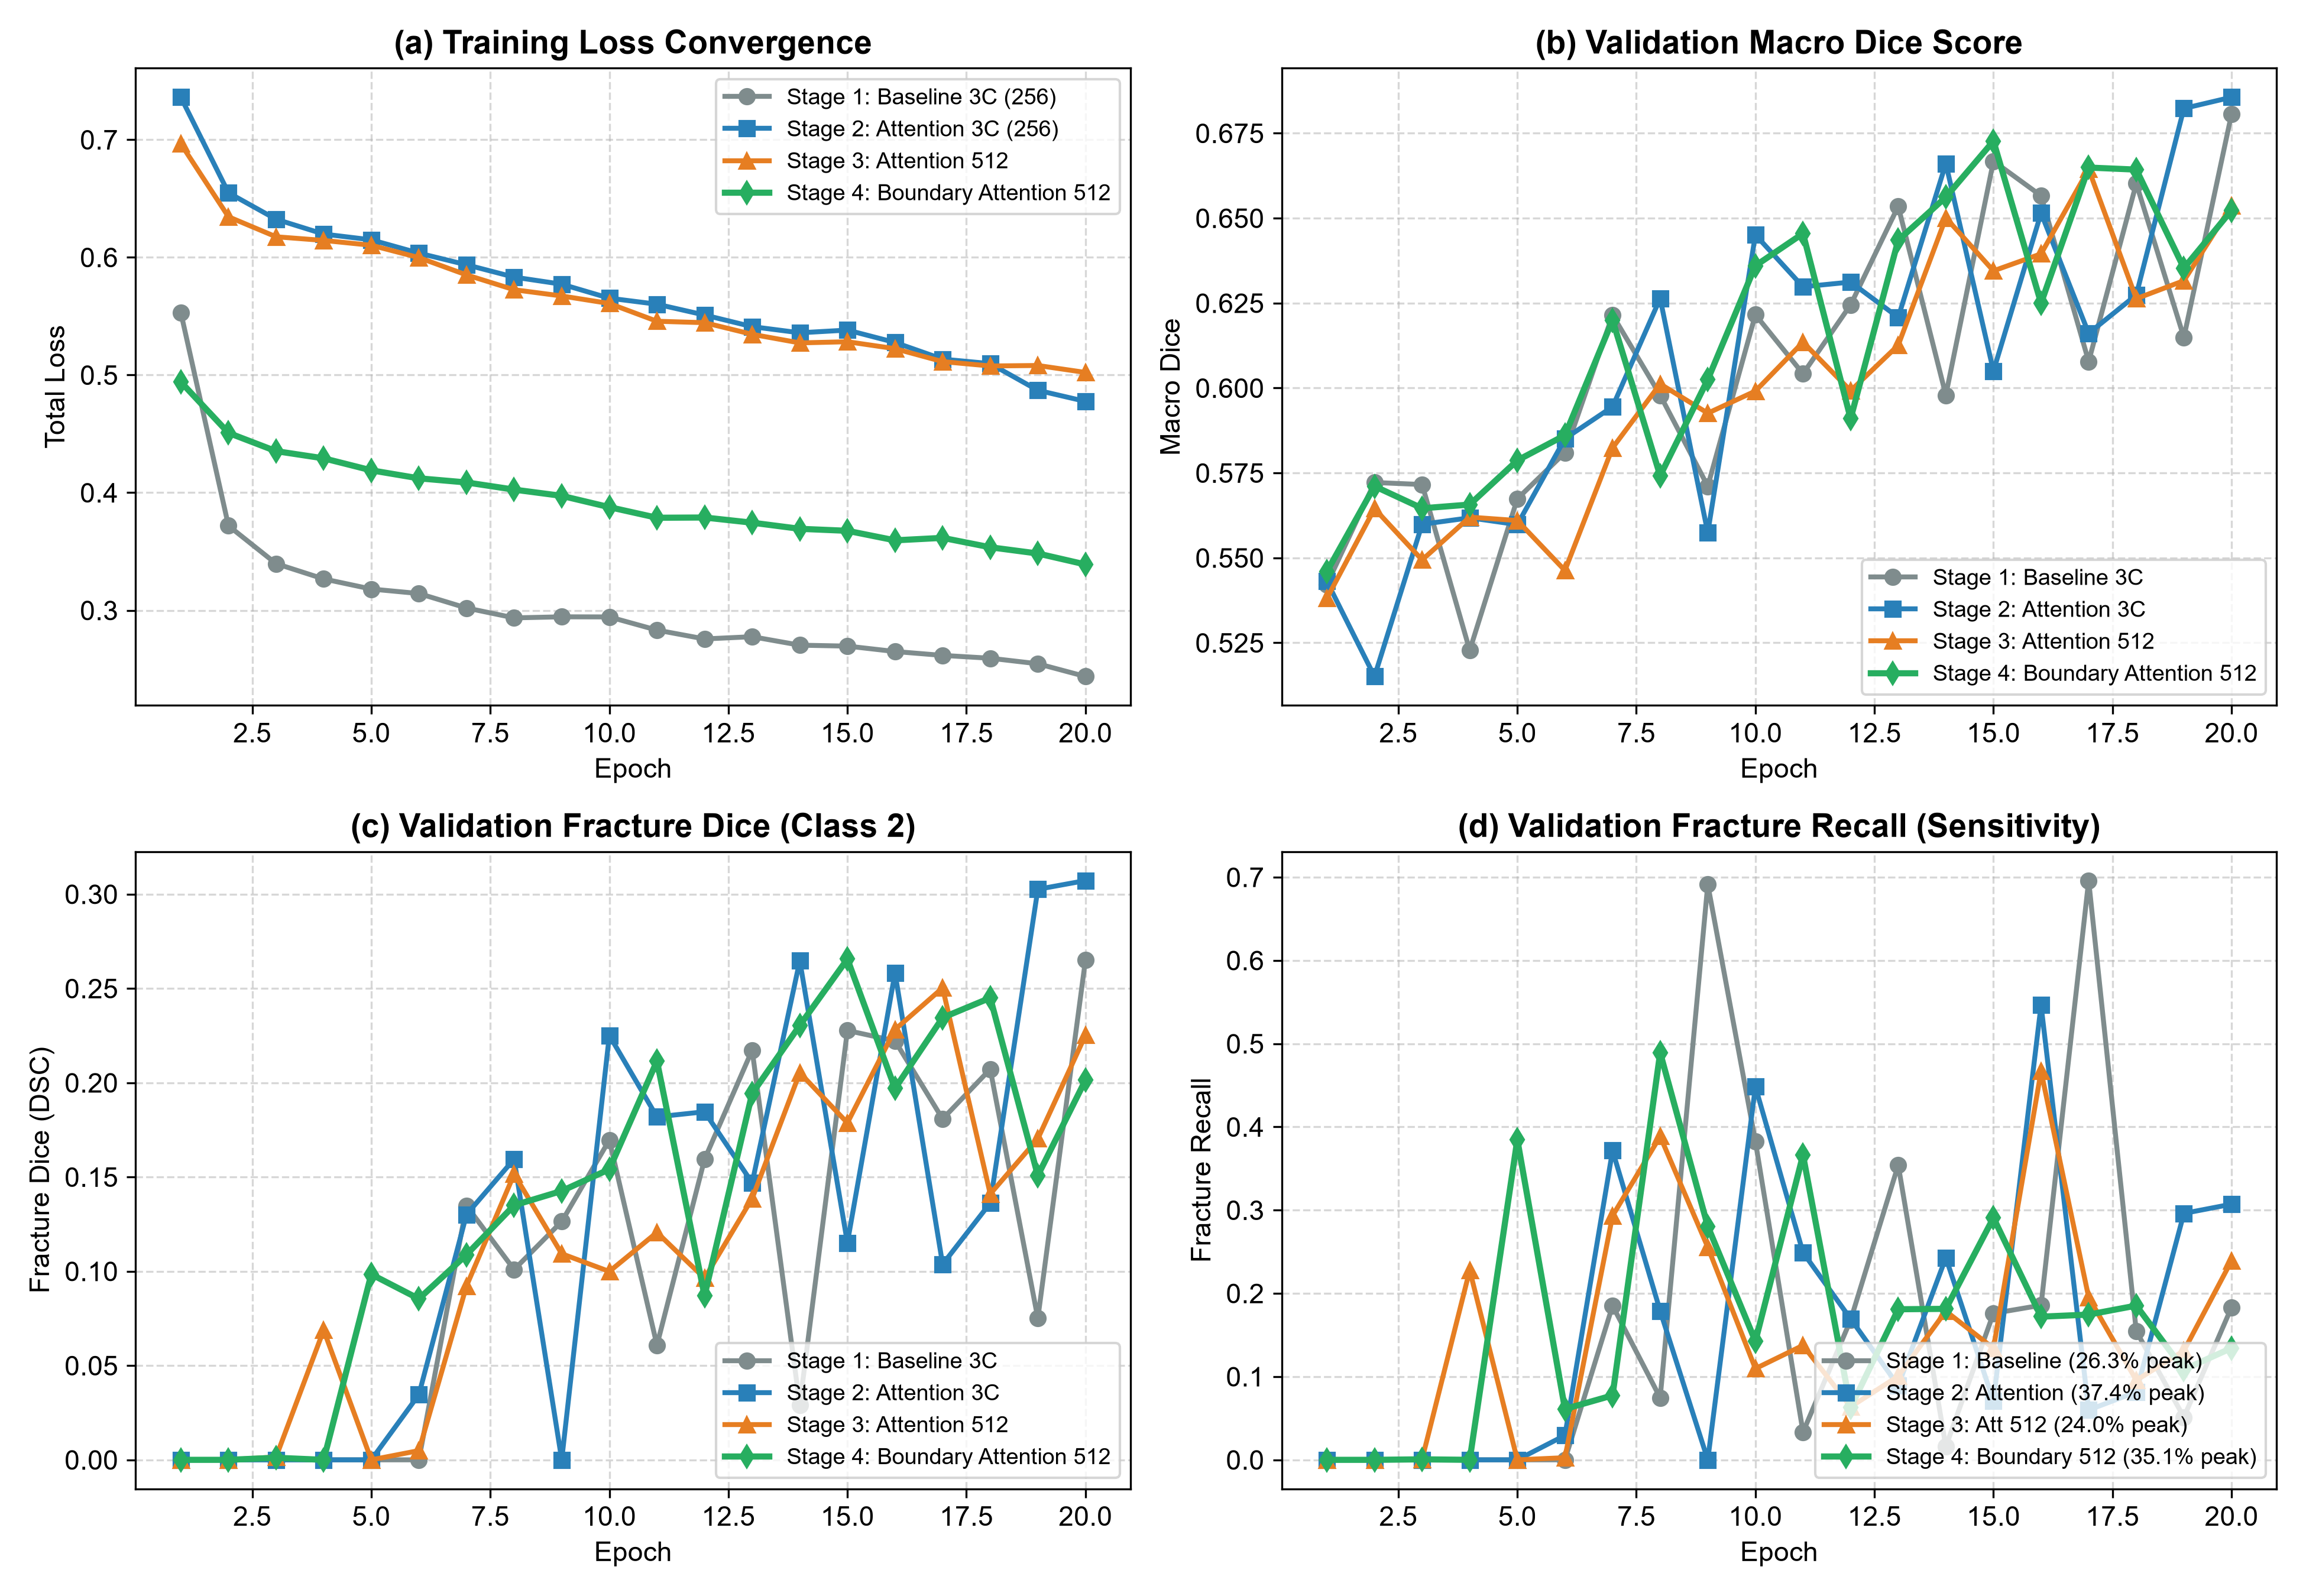 (a) Training Loss Convergence
Total Loss
0.7
0.6
0.5
0.4
0.3
Stage 1: Baseline 3C (256)
Stage 2: Attention 3C (256)
Stage 3: Attention 512
Stage 4: Boundary Attention 512
2.5 5.0 7.5 10.0 12.5 15.0 17.5 20.0
Epoch
(b) Validation Macro Dice Score
Macro Dice
0.675
0.650
0.625
0.600
0.575
0.550
0.525
Stage 1: Baseline 3C
Stage 2: Attention 3C
Stage 3: Attention 512
Stage 4: Boundary Attention 512
2.5 5.0 7.5 10.0 12.5 15.0 17.5 20.0
Epoch
(c) Validation Fracture Dice (Class 2)
Fracture Dice (DSC)
0.30
0.25
0.20
0.15
0.10
0.05
0.00
Stage 1: Baseline 3C
Stage 2: Attention 3C
Stage 3: Attention 512
Stage 4: Boundary Attention 512
2.5 5.0 7.5 10.0 12.5 15.0 17.5 20.0
Epoch
(d) Validation Fracture Recall (Sensitivity)
Fracture Recall
0.7
0.6
0.5
0.4
0.3
0.2
0.1
0.0
Stage 1: Baseline (26.3% peak)
Stage 2: Attention (37.4% peak)
Stage 3: Att 512 (24.0% peak)
Stage 4: Boundary 512 (35.1% peak)
2.5 5.0 7.5 10.0 12.5 15.0 17.5 20.0
Epoch